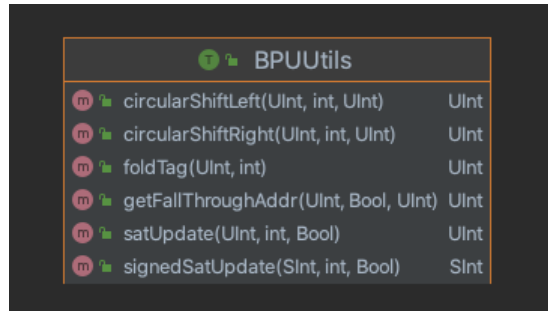 BPUUtils
circularShiftLeft(UInt, int, UInt) UInt
circularShiftRight(UInt, int, UInt) UInt
foldTag(UInt, int) UInt
getFallThroughAddr(UInt, Bool, UInt) UInt
satUpdate(UInt, int, Bool) UInt
signedSatUpdate(SInt, int, Bool) SInt